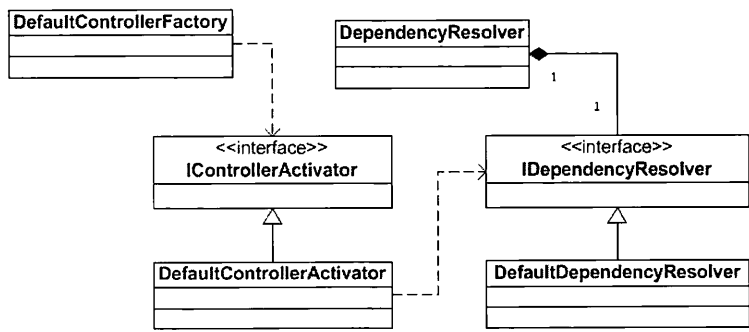 DefaultControllerFactory
DependencyResolver
1
1
<<interface>>
IControllerActivator
<<interface>>
IDependencyResolver
DefaultControllerActivator
DefaultDependencyResolver